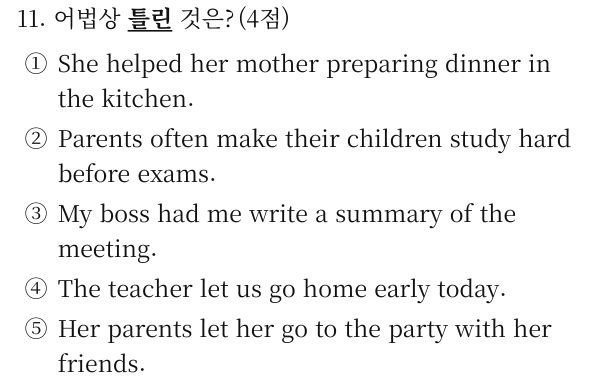 11. 어법상 틀린 것은? (4점)
① She helped her mother preparing dinner in
the kitchen.
② Parents often make their children study hard
before exams.
③ My boss had me write a summary of the
meeting.
④ The teacher let us go home early today.
⑤ Her parents let her go to the party with her
friends.